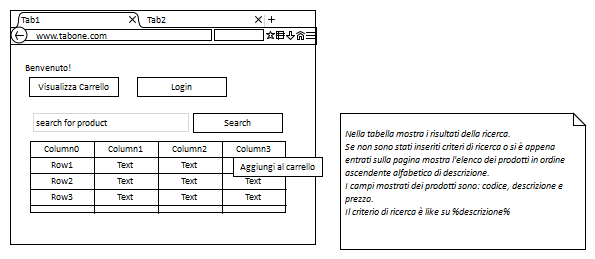 Tab1 Tab2
www.tabone.com
Benvenuto!
Visualizza Carrello Login
search for product Search
Column0 Column1 Column2 Column3
Row1 Text Text
Aggiungi al carrello
Row2 Text Text Text
Row3 Text Text Text
Nella tabella mostra i risultati della ricerca.
Se non sono stati inseriti criteri di ricerca o si è appena
entrati sulla pagina mostra l'elenco dei prodotti in ordine
ascendente alfabetico di descrizione.
I campi mostrati dei prodotti sono: codice, descrizione e
prezzo.
Il criterio di ricerca è like su %descrizione%